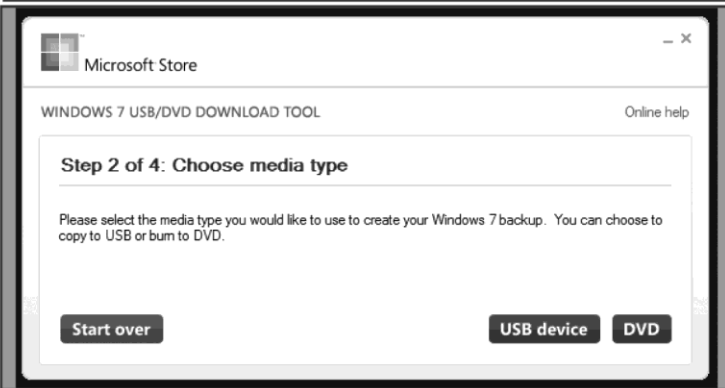 Microsoft Store
WINDOWS 7 USB/DVD DOWNLOAD TOOL
Online help
Step 2 of 4: Choose media type
Please select the media type you would like to use to create your Windows 7 backup. You can choose to
copy to USB or burn to DVD.
Start over
USB device
DVD